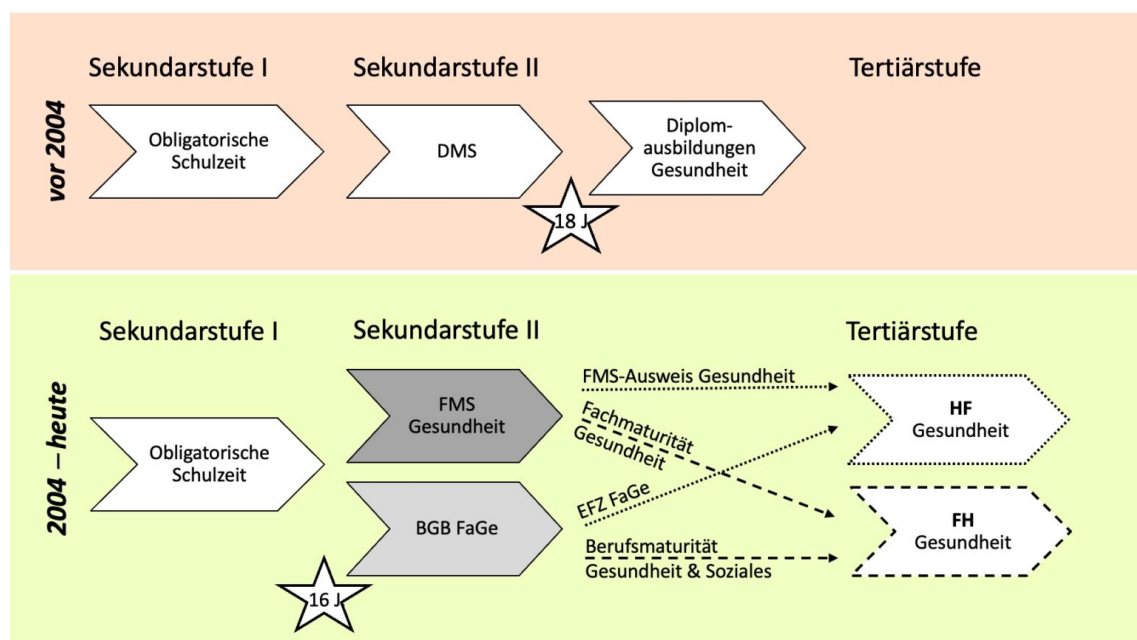 vor 2004
Sekundarstufe I
Sekundarstufe II
Tertiärstufe
Obligatorische
Schulzeit
DMS
Diplom-
ausbildungen
Gesundheit
18 J
2004 – heute
Sekundarstufe I
Sekundarstufe II
Tertiärstufe
Obligatorische
Schulzeit
FMS
Gesundheit
BGB FaGe
16 J
FMS-Ausweis Gesundheit
Fachmaturität
Gesundheit
EFZ FaGe
Berufsmaturität
Gesundheit & Soziales
HF
Gesundheit
FH
Gesundheit